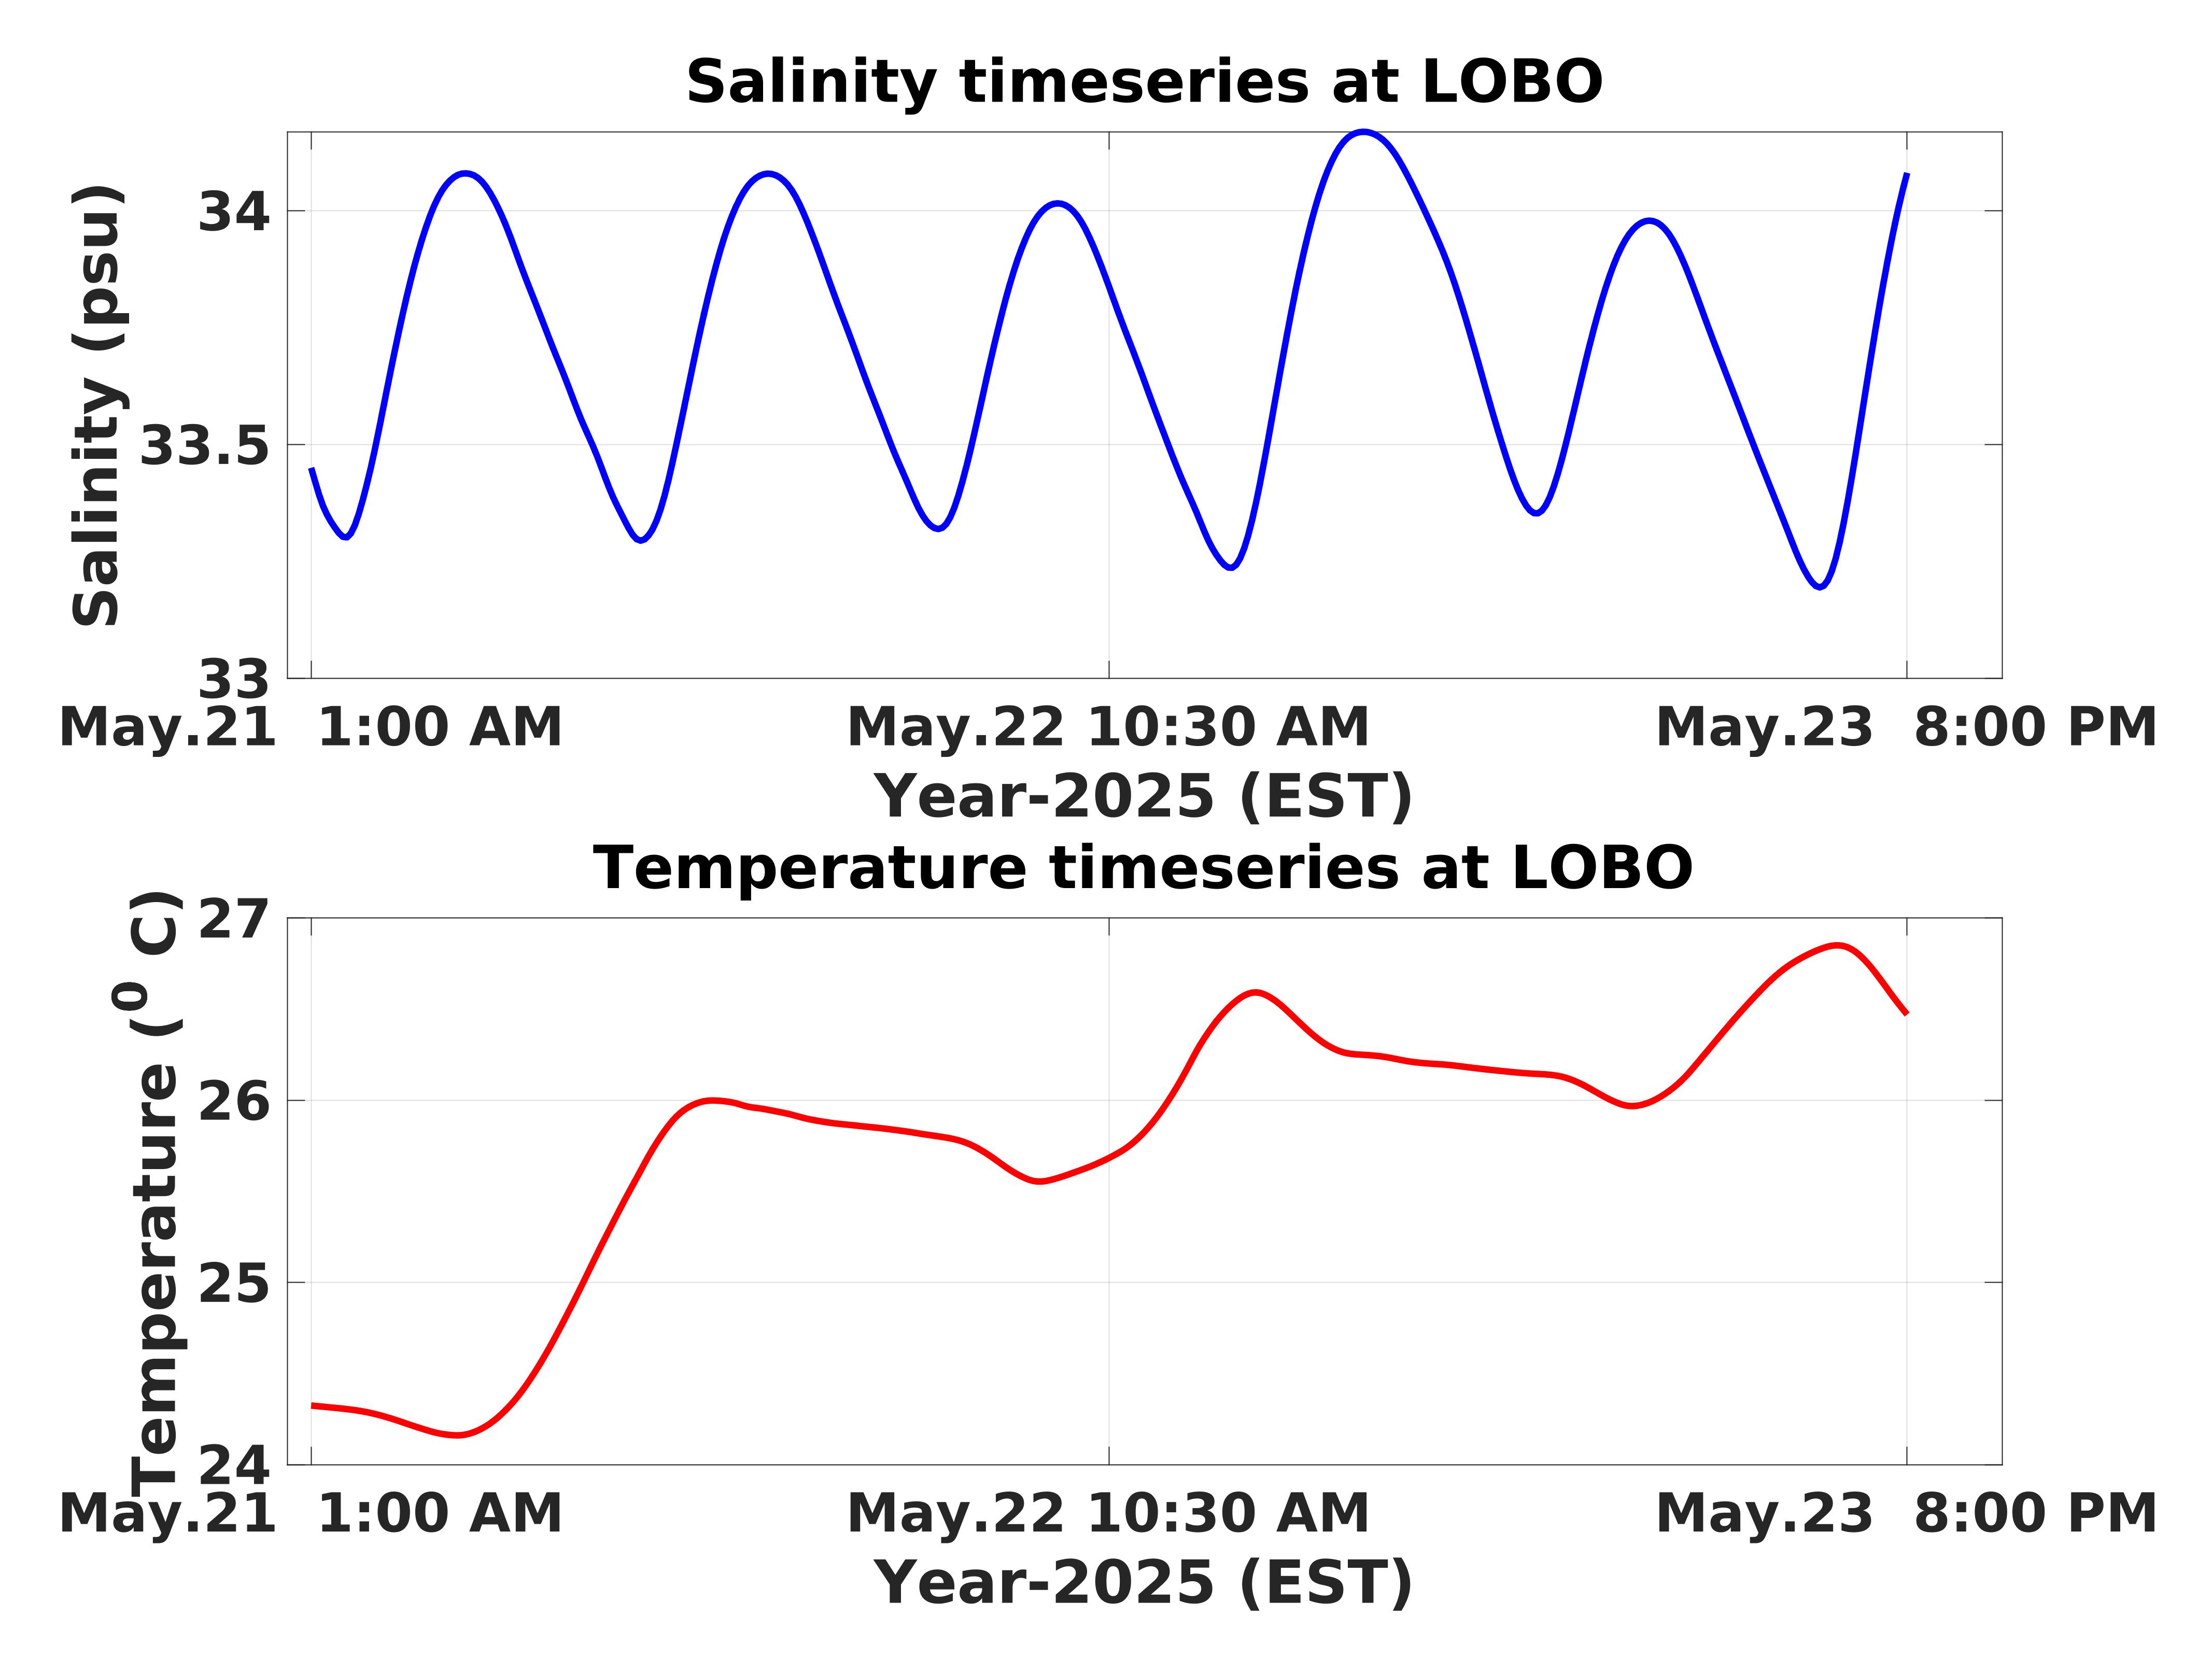 Salinity timeseries at LOBO
Salinity (psu)
34
33.5
33
May.21  1:00 AM
May.22 10:30 AM
May.23  8:00 PM
Year-2025 (EST)
Temperature timeseries at LOBO
Temperature (⁰ C)
27
26
25
24
May.21  1:00 AM
May.22 10:30 AM
May.23  8:00 PM
Year-2025 (EST)